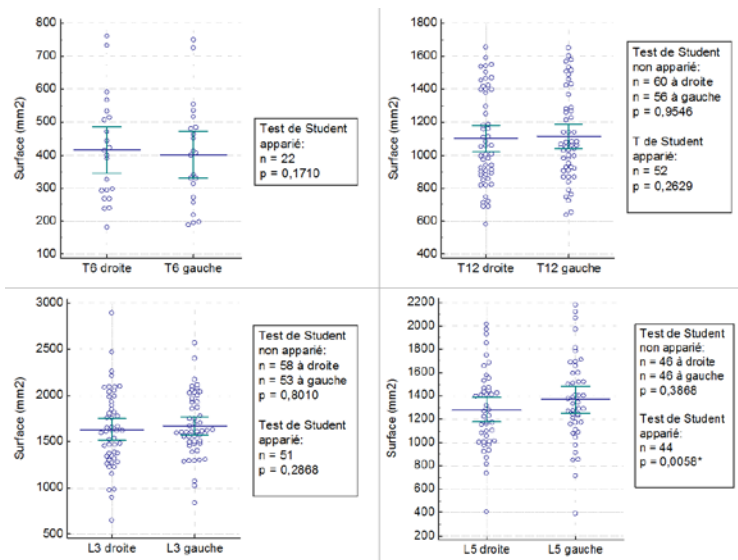 800
700
600
500
400
300
200
100
Surface (mm2)
T6 droite
T6 gauche
Test de Student
apparié:
n = 22
p = 0,1710
1800
1600
1400
1200
1000
800
600
400
Surface (mm2)
T12 droite
T12 gauche
Test de Student
non apparié:
n = 60 à droite
n = 56 à gauche
p = 0,9546
T de Student
apparié:
n = 52
p = 0,2629
3000
2500
2000
1500
1000
500
Surface (mm2)
L3 droite
L3 gauche
Test de Student
non apparié:
n = 58 à droite
n = 53 à gauche
p = 0,8010
Test de Student
apparié:
n = 51
p = 0,2868
2200
2000
1800
1600
1400
1200
1000
800
600
400
200
Surface (mm2)
L5 droite
L5 gauche
Test de Student
non apparié:
n = 46 à droite
n = 46 à gauche
p = 0,3868
Test de Student
apparié:
n = 44
p = 0,0058*